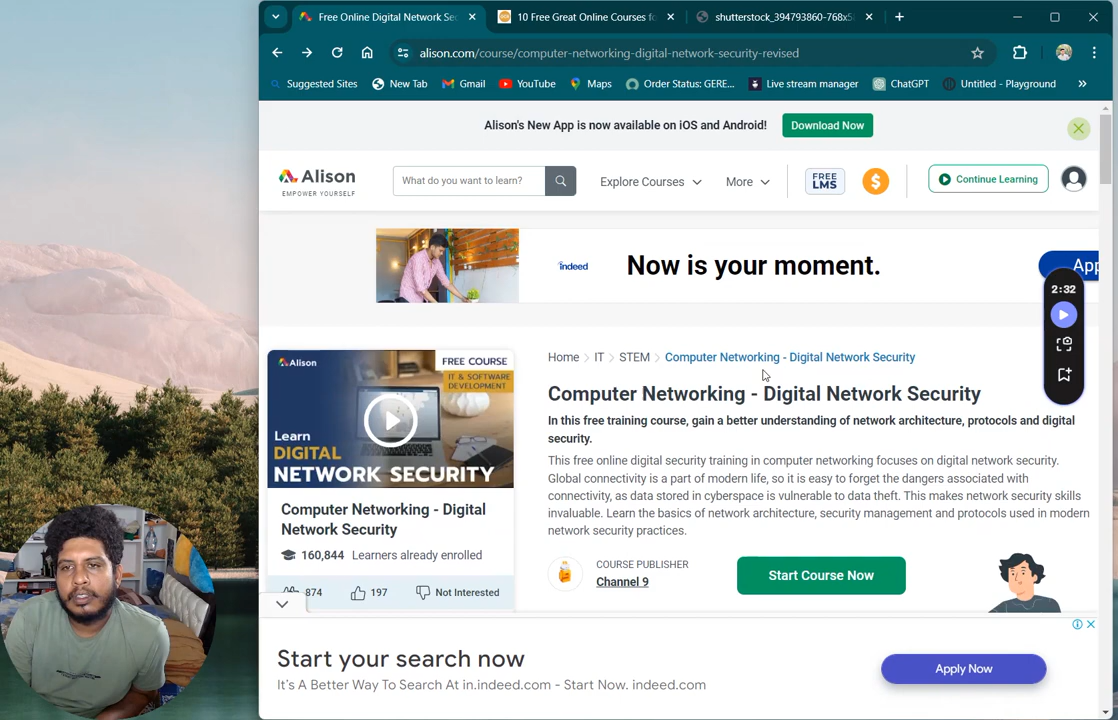 Free Online Digital Network Sec
10 Free Great Online Courses fo
shutterstock_394793860-768x5
alison.com/course/computer-networking-digital-network-security-revised
Suggested Sites
New Tab
Gmail
YouTube
Maps
Order Status: GERE...
Live stream manager
ChatGPT
Untitled - Playground
Alison's New App is now available on iOS and Android!
Download Now
Alison
EMPOWER YOURSELF
What do you want to learn?
Explore Courses
More
FREE
LMS
$
Continue Learning
indeed
Now is your moment.
App
2:32
Alison
FREE COURSE
IT & SOFTWARE
DEVELOPMENT
Learn
DIGITAL
NETWORK SECURITY
Computer Networking - Digital
Network Security
160,844 Learners already enrolled
874
197
Not Interested
Home
IT
STEM
Computer Networking - Digital Network Security
Computer Networking - Digital Network Security
In this free training course, gain a better understanding of network architecture, protocols and digital
security.
This free online digital security training in computer networking focuses on digital network security.
Global connectivity is a part of modern life, so it is easy to forget the dangers associated with
connectivity, as data stored in cyberspace is vulnerable to data theft. This makes network security skills
invaluable. Learn the basics of network architecture, security management and protocols used in modern
network security practices.
COURSE PUBLISHER
Channel 9
Start Course Now
Start your search now
It's A Better Way To Search At in.indeed.com - Start Now. indeed.com
Apply Now